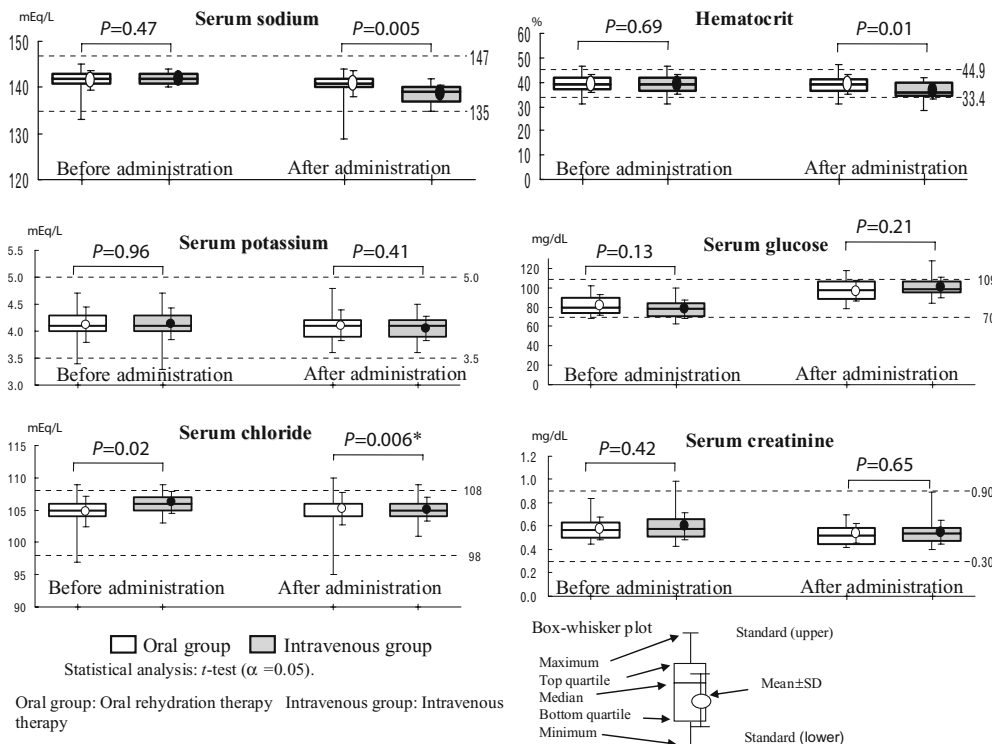 Serum sodium
mEq/L
P=0.47
P=0.005
150
140
130
120
147
135
Before administration
After administration
Hematocrit
%
P=0.69
P=0.01
60
50
40
30
20
10
0
44.9
33.4
Before administration
After administration
Serum potassium
mEq/L
P=0.96
P=0.41
5.5
5.0
4.5
4.0
3.5
3.0
5.0
3.5
Before administration
After administration
Serum glucose
mg/dL
P=0.13
P=0.21
120
100
80
60
40
20
0
109
70
Before administration
After administration
Serum chloride
mEq/L
P=0.02
P=0.006*
115
110
105
100
95
90
108
98
Before administration
After administration
Serum creatinine
mg/dL
P=0.42
P=0.65
1.2
1.0
0.8
0.6
0.4
0.2
0.0
0.90
0.30
Before administration
After administration
Oral group Intravenous group
Statistical analysis: t-test (α =0.05).
Oral group: Oral rehydration therapy Intravenous group: Intravenous
therapy
Box-whisker plot
Standard (upper)
Maximum
Top quartile
Median
Mean±SD
Bottom quartile
Minimum
Standard (lower)